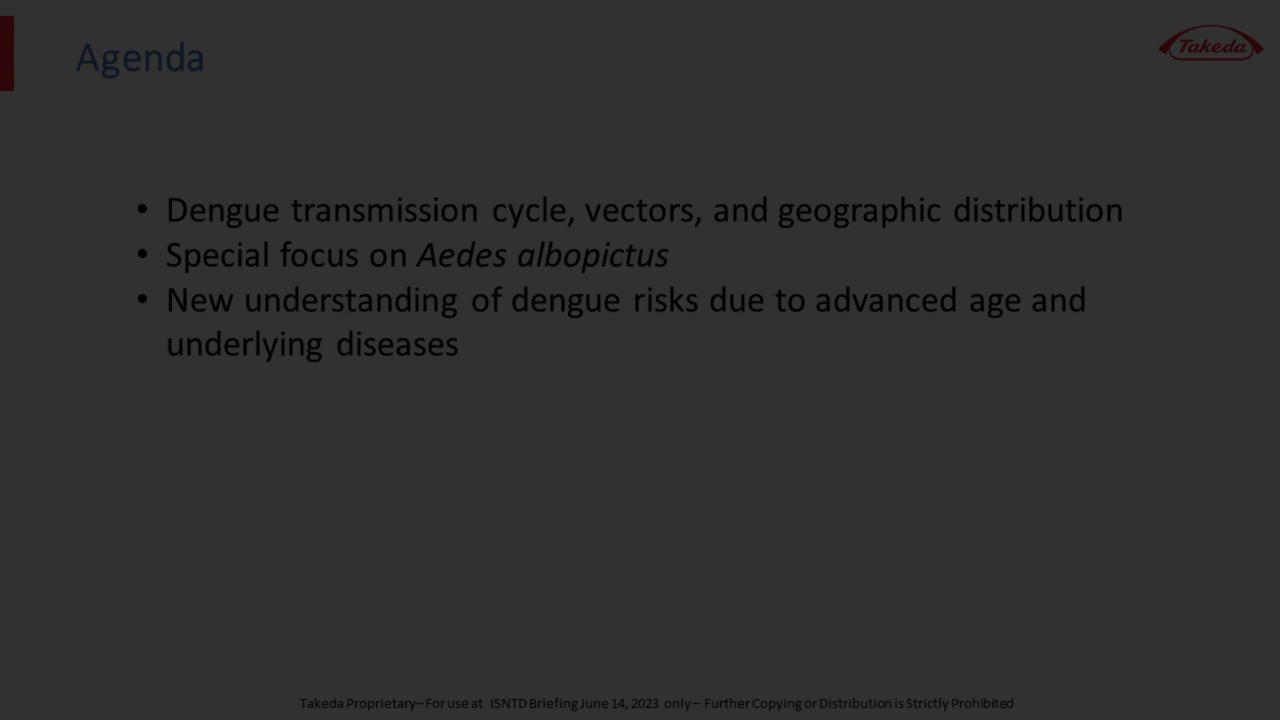 Agenda
Takeda
• Dengue transmission cycle, vectors, and geographic distribution
• Special focus on Aedes albopictus
• New understanding of dengue risks due to advanced age and
underlying diseases
Takeda Proprietary– For use at ISNTD Briefing June 14, 2023 only – Further Copying or Distribution is Strictly Prohibited